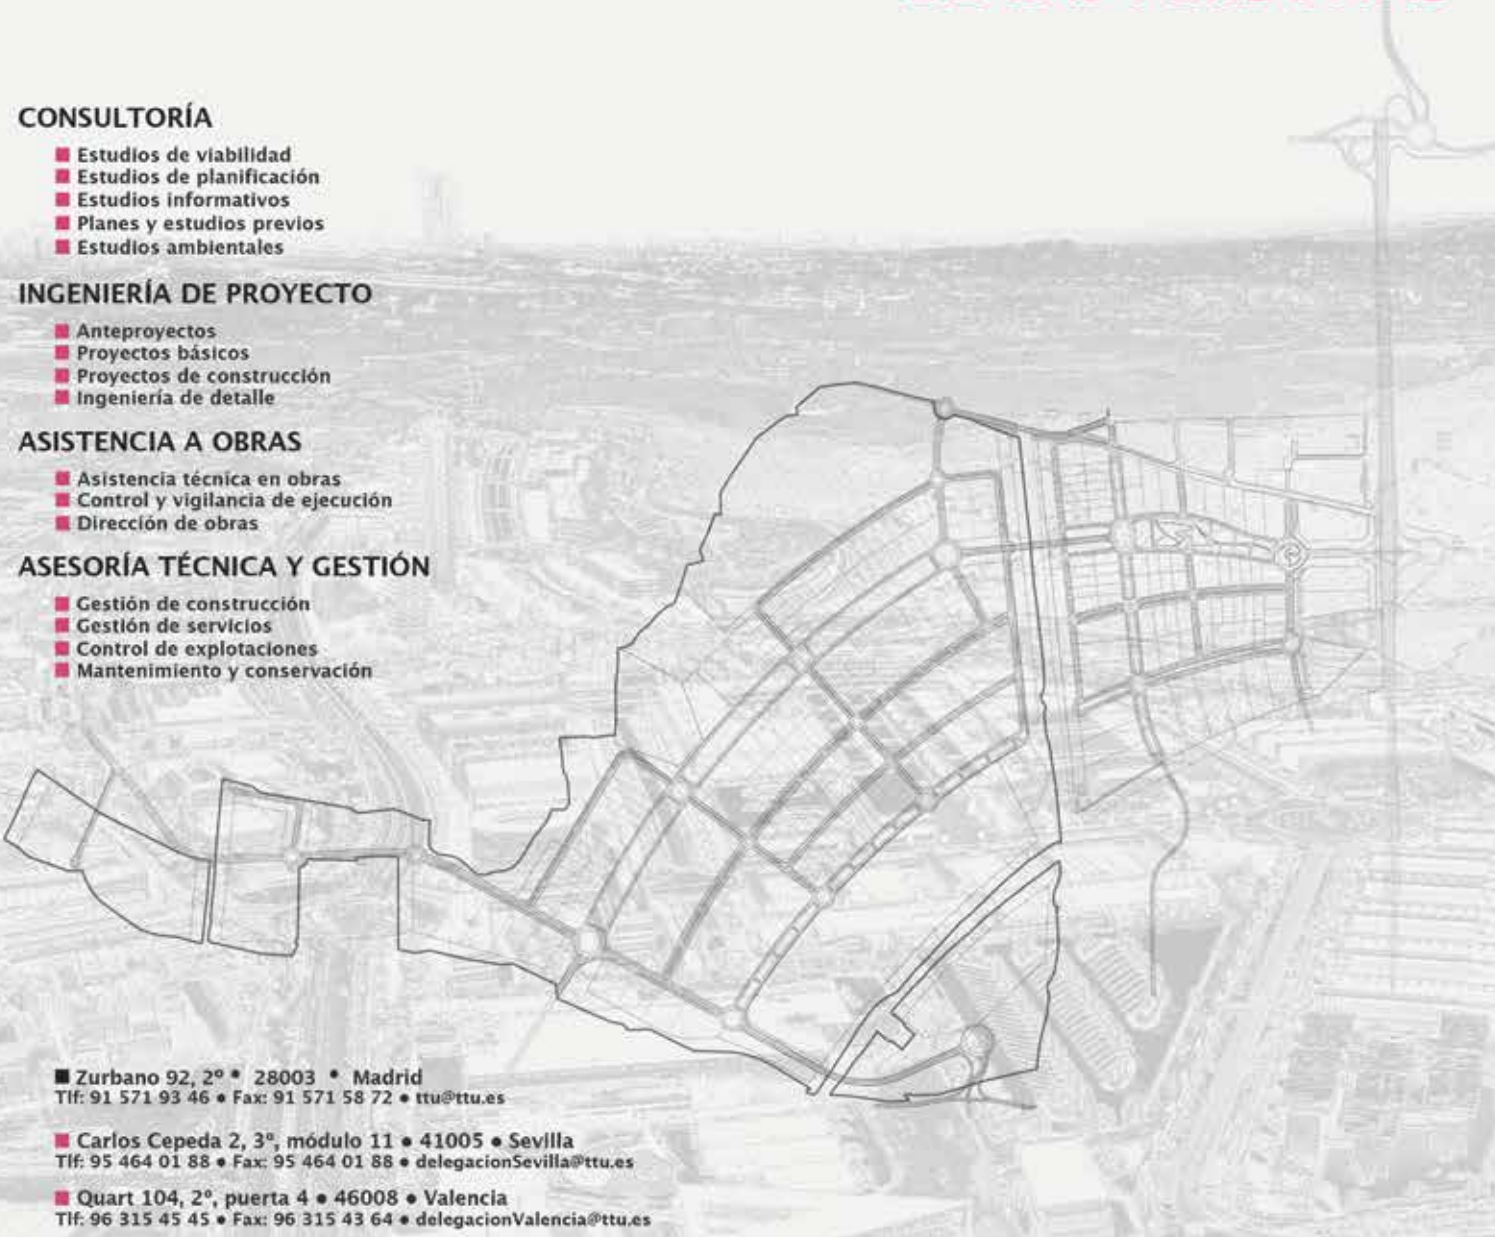 CONSULTORÍA
■ Estudios de viabilidad
■ Estudios de planificación
■ Estudios informativos
■ Planes y estudios previos
■ Estudios ambientales
INGENIERÍA DE PROYECTO
■ Anteproyectos
■ Proyectos básicos
■ Proyectos de construcción
■ Ingeniería de detalle
ASISTENCIA A OBRAS
■ Asistencia técnica en obras
■ Control y vigilancia de ejecución
■ Dirección de obras
ASESORÍA TÉCNICA Y GESTIÓN
■ Gestión de construcción
■ Gestión de servicios
■ Control de explotaciones
■ Mantenimiento y conservación
■ Zurbano 92, 2º • 28003 • Madrid
Tlf: 91 571 93 46 • Fax: 91 571 58 72 • ttu@ttu.es
■ Carlos Cepeda 2, 3º, módulo 11 • 41005 • Sevilla
Tlf: 95 464 01 88 • Fax: 95 464 01 88 • delegacionSevilla@ttu.es
■ Quart 104, 2º, puerta 4 • 46008 • Valencia
Tlf: 96 315 45 45 • Fax: 96 315 43 64 • delegacionValencia@ttu.es